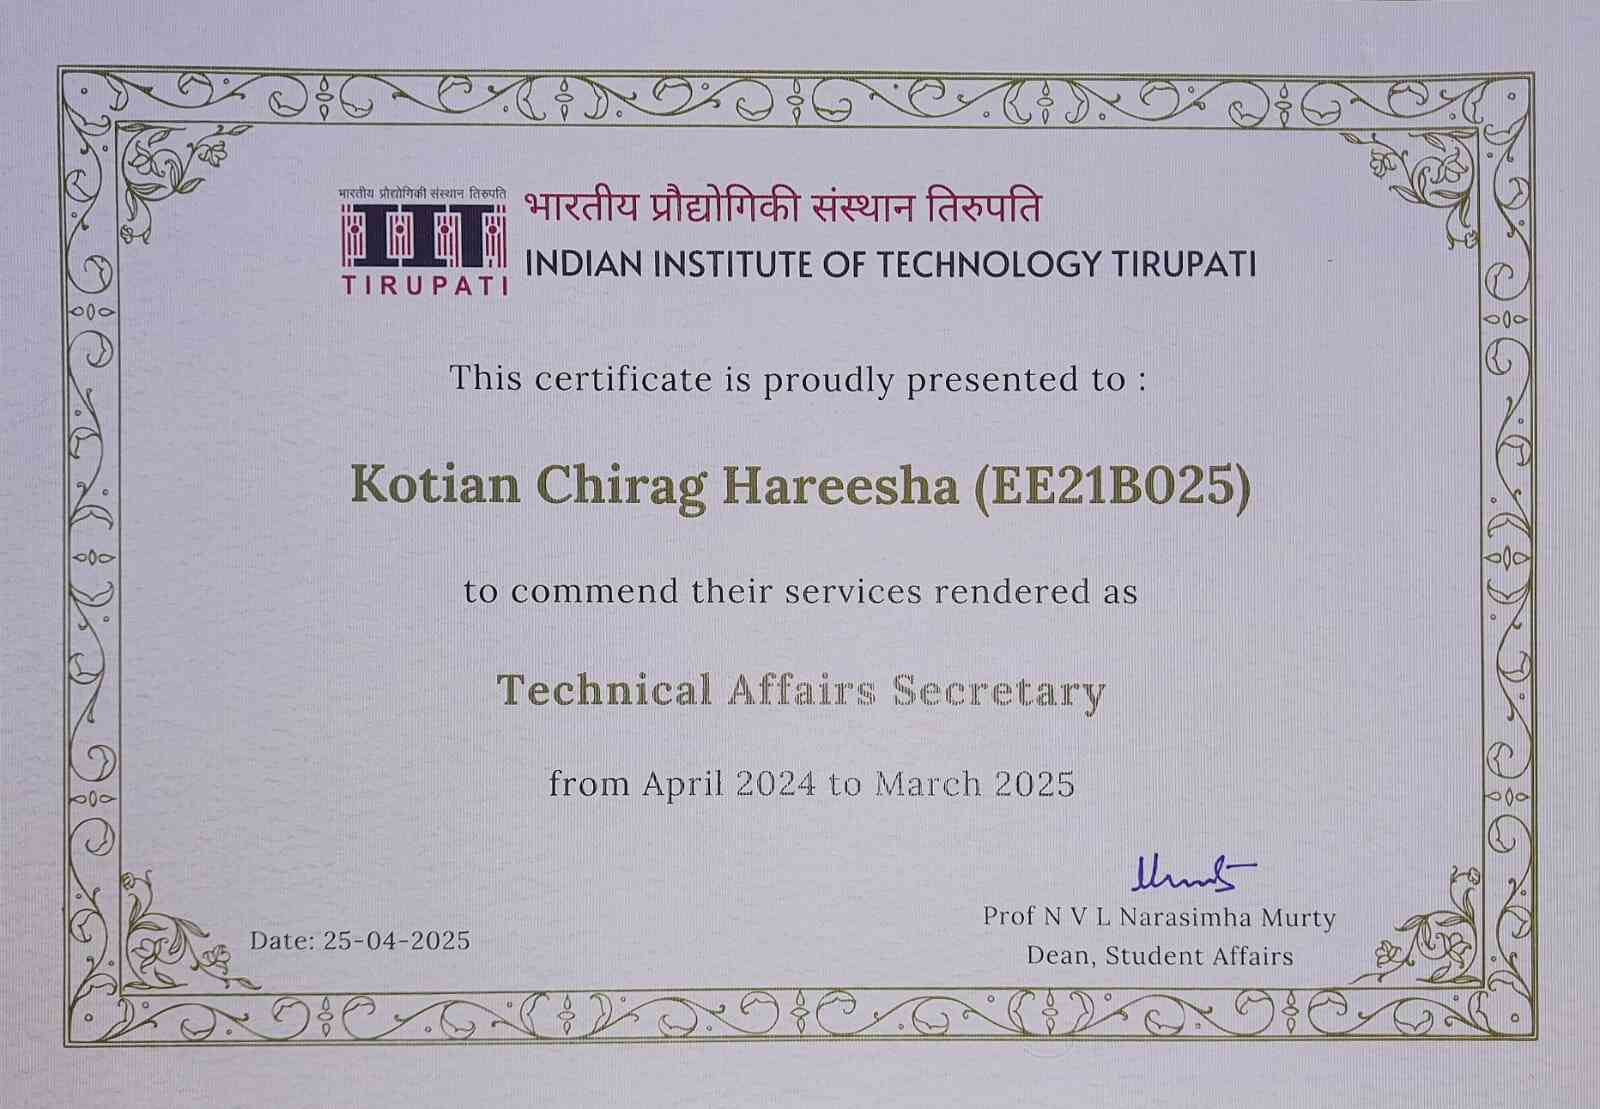 भारतीय प्रौद्योगिकी संस्थान तिरुपति
IIT
TIRUPATI
भारतीय प्रौद्योगिकी संस्थान तिरुपति
INDIAN INSTITUTE OF TECHNOLOGY TIRUPATI
This certificate is proudly presented to :
Kotian Chirag Hareesha (EE21B025)
to commend their services rendered as
Technical Affairs Secretary
from April 2024 to March 2025
Prof N V L Narasimha Murty
Date: 25-04-2025
Dean, Student Affairs